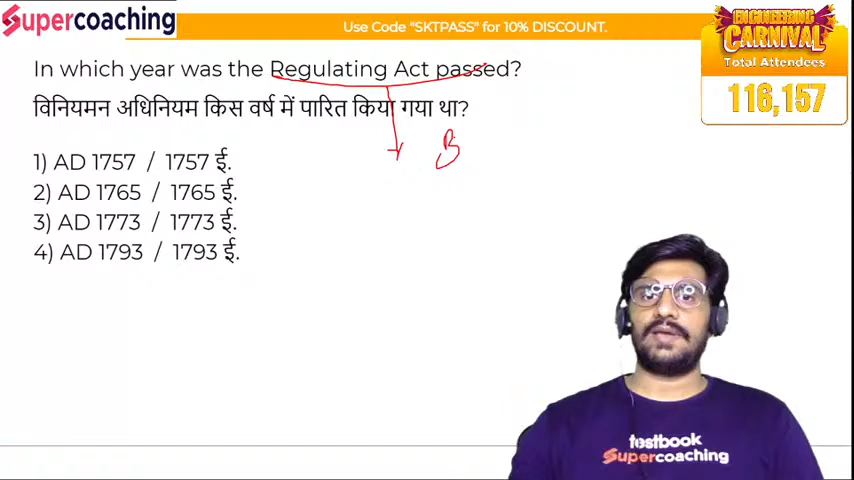 Supercoaching
Use Code "SKTPASS" for 10% DISCOUNT.
ENGINEERING
CARNIVAL
Total Attendees
116,157
In which year was the Regulating Act passed?
विनियमन अधिनियम किस वर्ष में पारित किया गया था?
B
1) AD 1757 / 1757 ई.
2) AD 1765 / 1765 ई.
3) AD 1773 / 1773 ई.
4) AD 1793 / 1793 ई.
testbook
Supercoaching